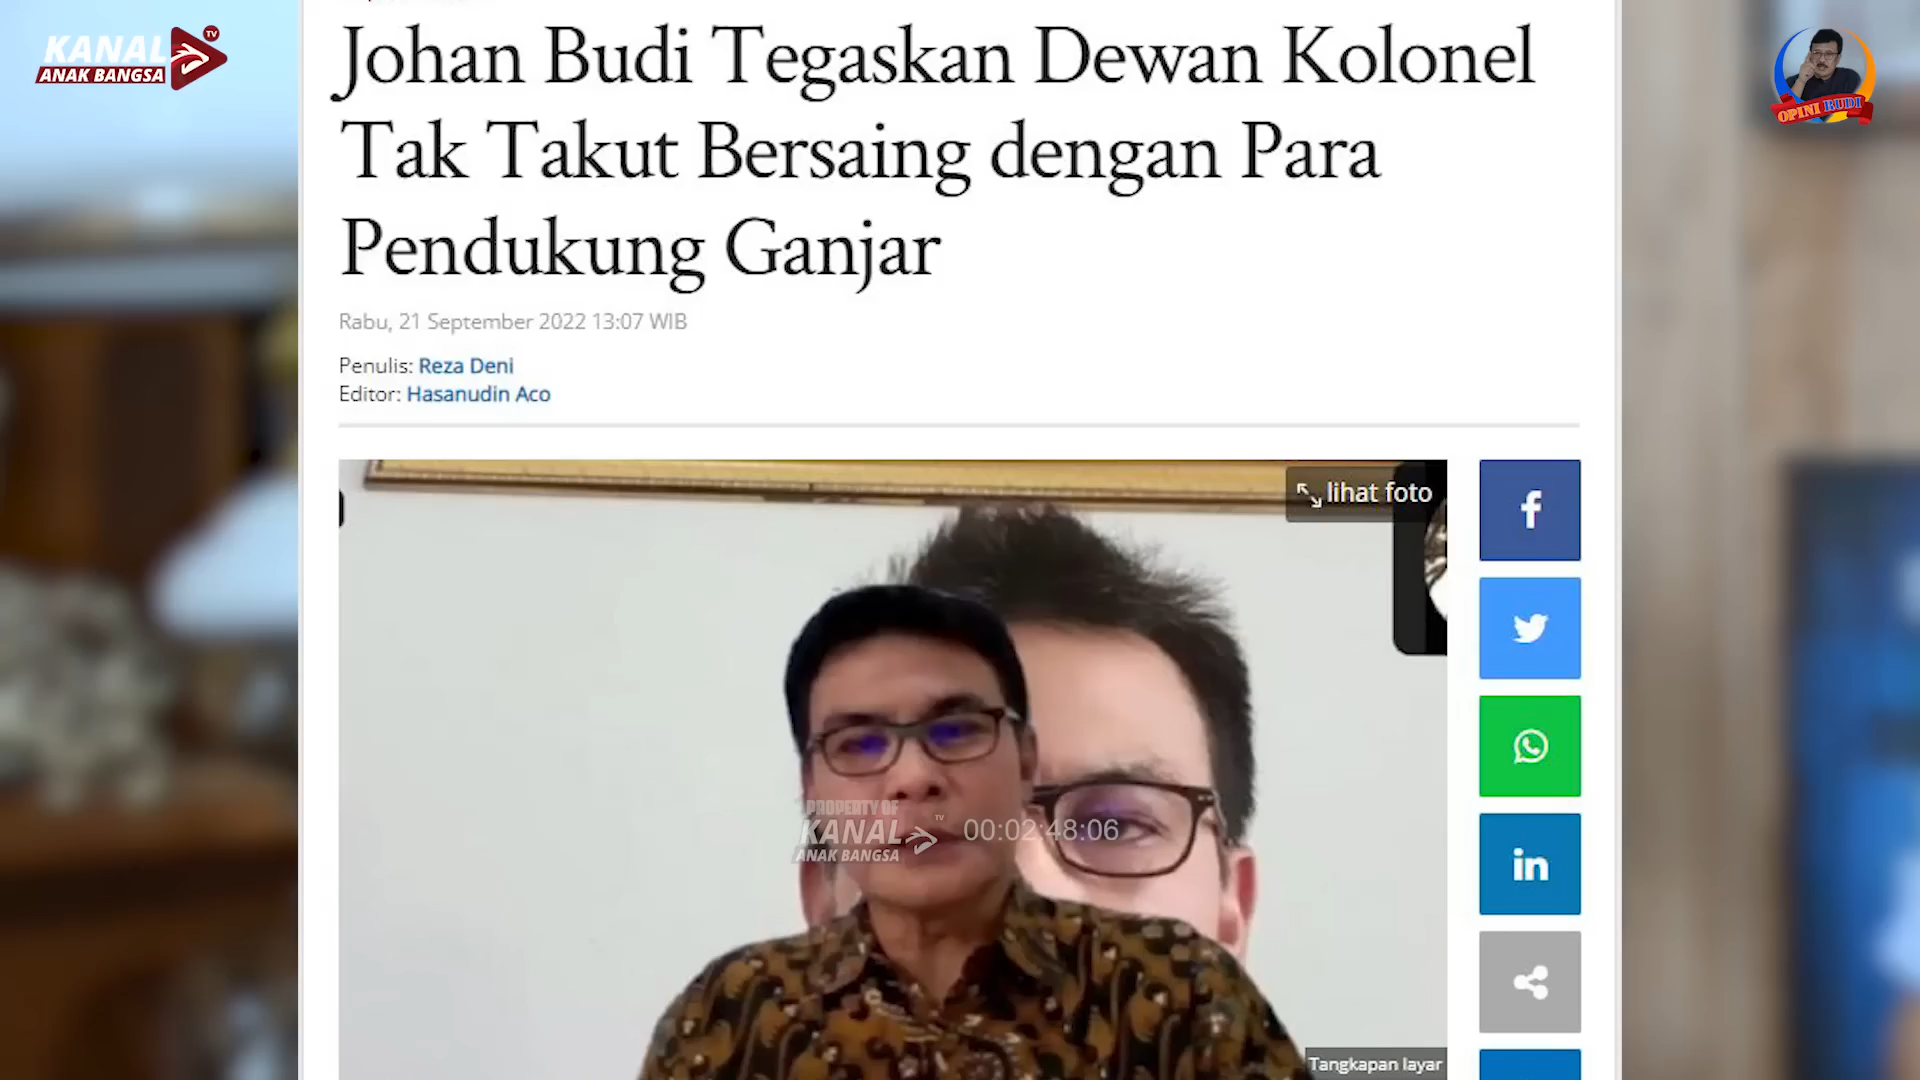 KANAL TV
ANAK BANGSA
OPINI BUDI
Johan Budi Tegaskan Dewan Kolonel
Tak Takut Bersaing dengan Para
Pendukung Ganjar
Rabu, 21 September 2022 13:07 WIB
Penulis: Reza Deni
Editor: Hasanudin Aco
lihat foto
f
in
PROPERTY OF
KANAL TV
ANAK BANGSA
00:02:48:06
Tangkapan layar